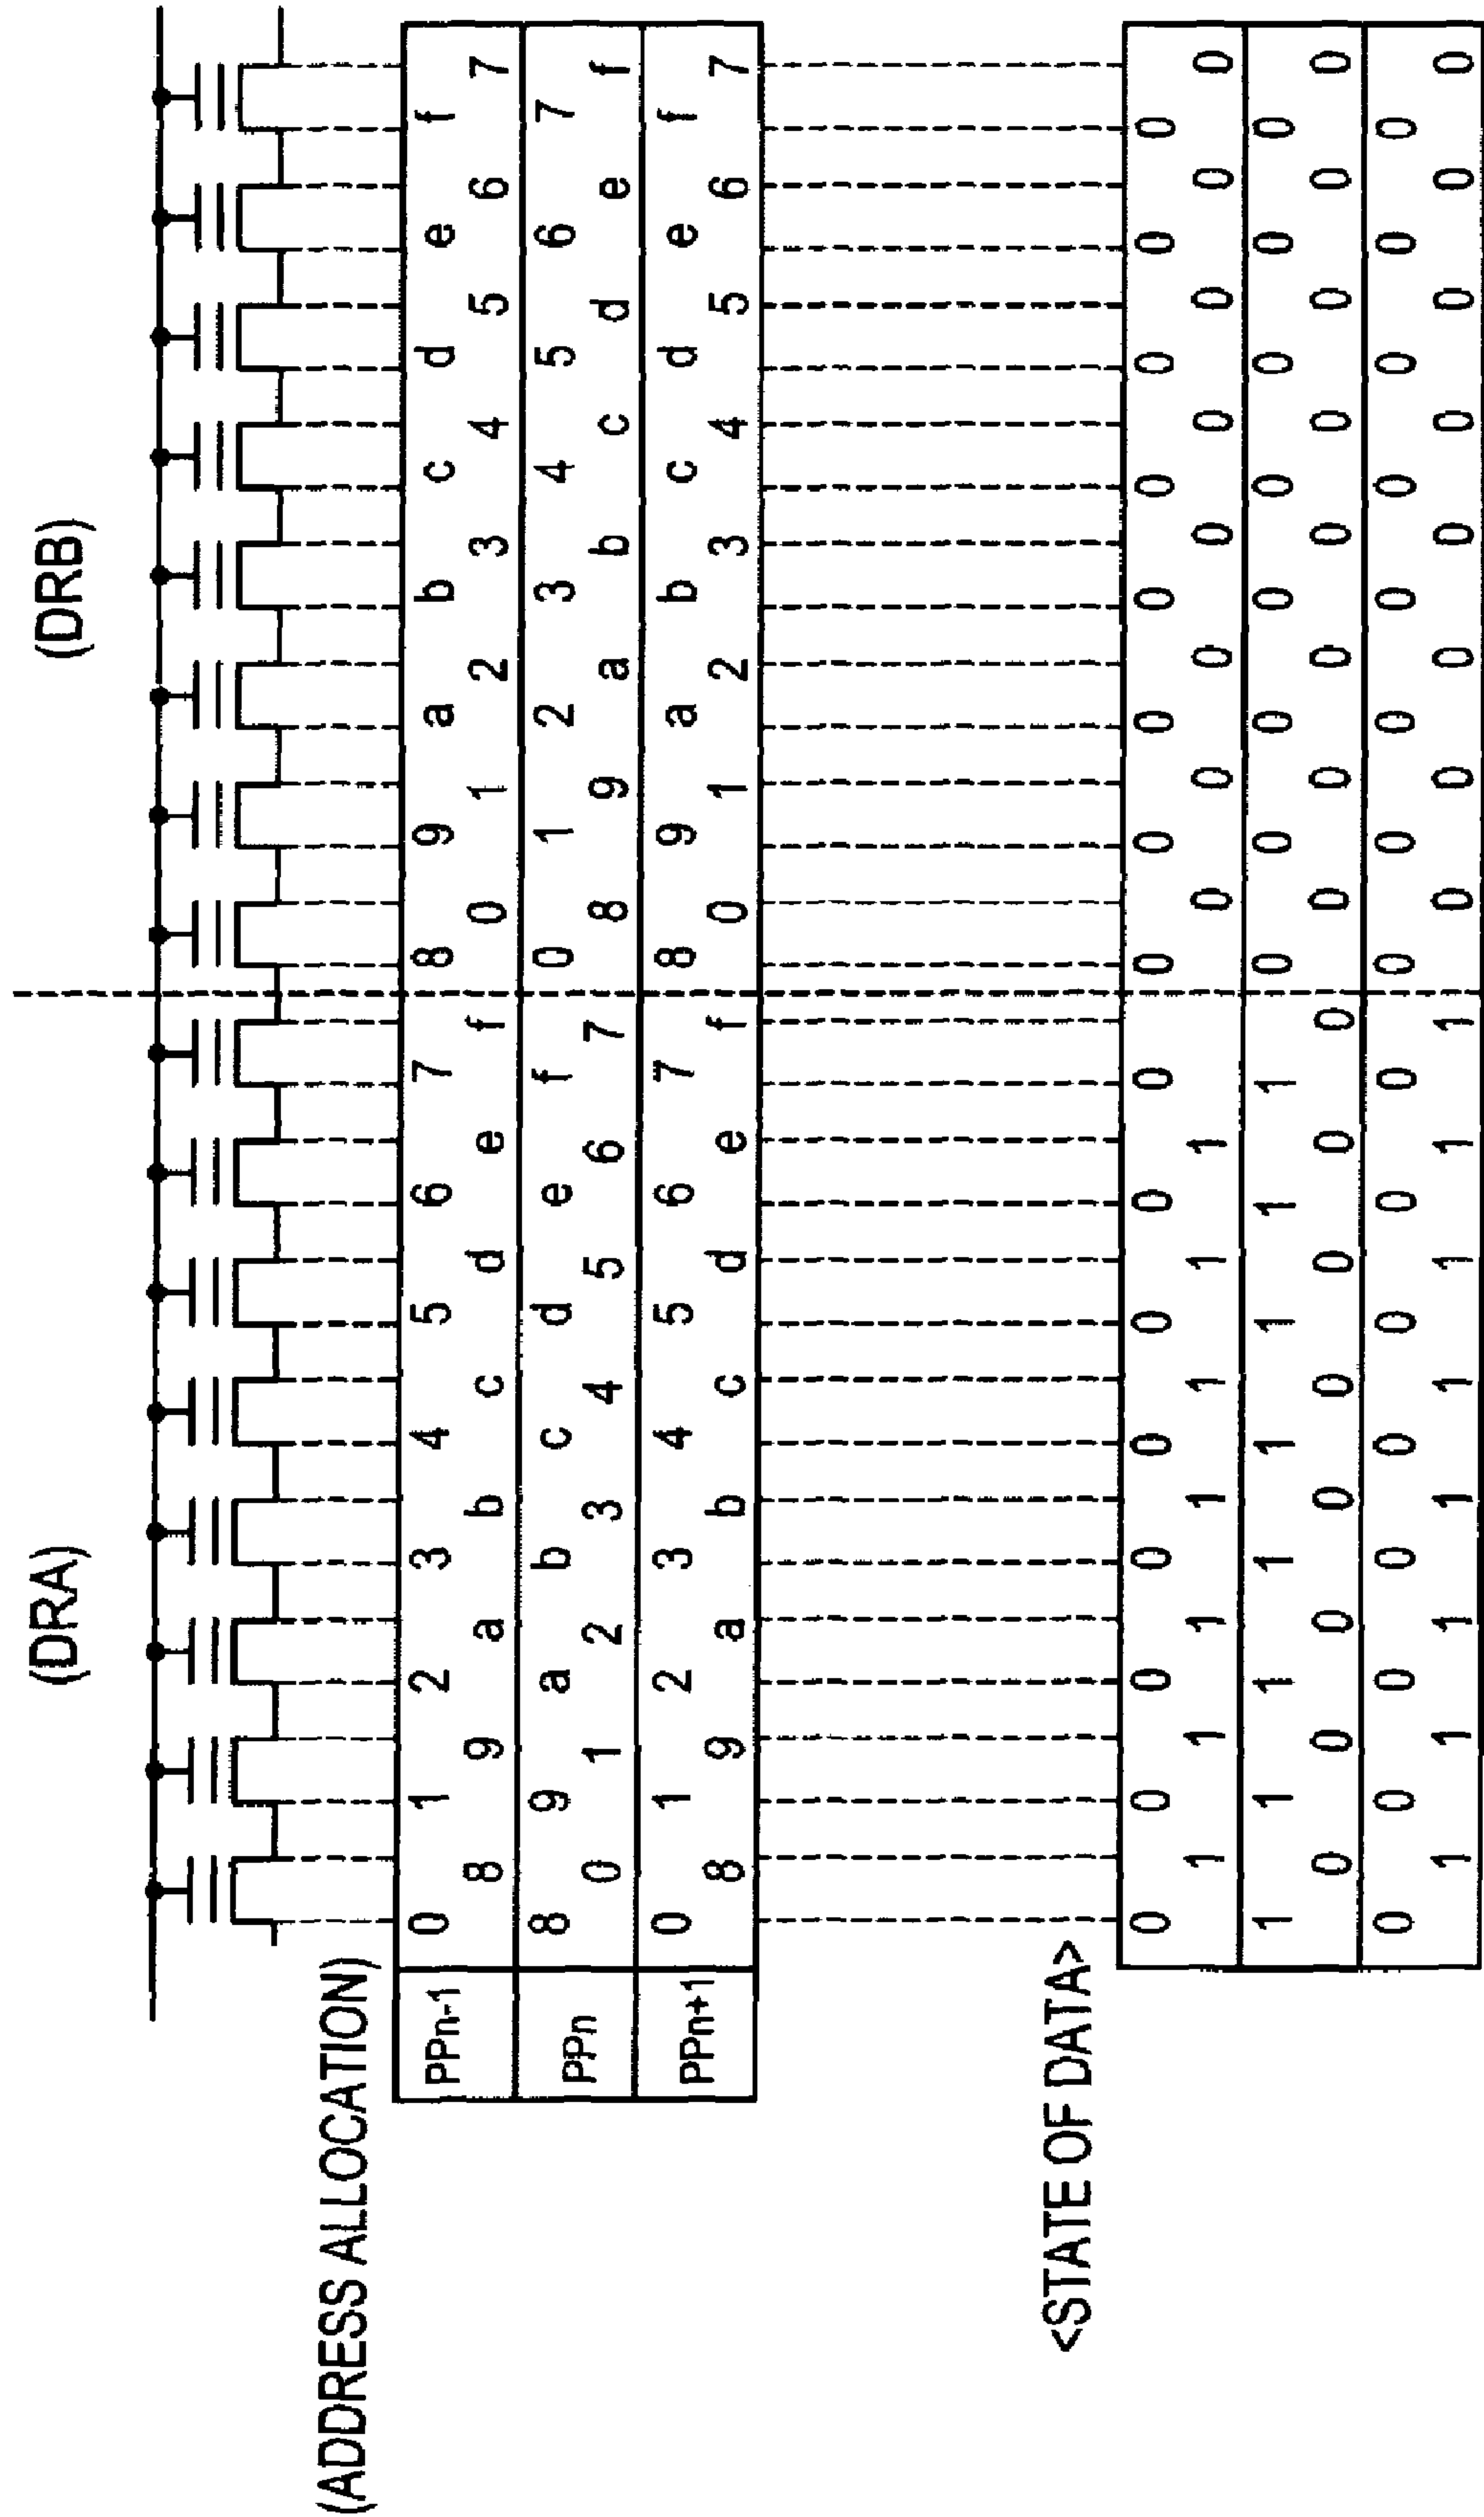 (DRA) (DRB)
(ADDRESS ALLOCATION)
PPn-1 0 8 1 9 2 a 3 b 4 c 5 d 6 e 7 f 8 0 9 1 a 2 b 3 c 4 d 5 e 6 f 7
PPn 8 0 9 1 a 2 b 3 c 4 d 5 e 6 f 7 0 8 1 9 2 a 3 b 4 c 5 d 6 e 7 f
PPn+1 0 8 1 9 2 a 3 b 4 c 5 d 6 e 7 f 8 0 9 1 a 2 b 3 c 4 d 5 e 6 f 7
<STATE OF DATA>
0 1 0 1 0 1 0 1 0 1 0 1 0 1 0 0 0 0 0 0 0 0 0 0 0 0 0 0 0 0 0
1 0 1 0 1 0 1 0 1 0 1 0 1 0 1 0 0 0 0 0 0 0 0 0 0 0 0 0 0 0 0 0
0 1 0 1 0 1 0 1 0 1 0 1 0 1 0 1 0 0 0 0 0 0 0 0 0 0 0 0 0 0 0 0